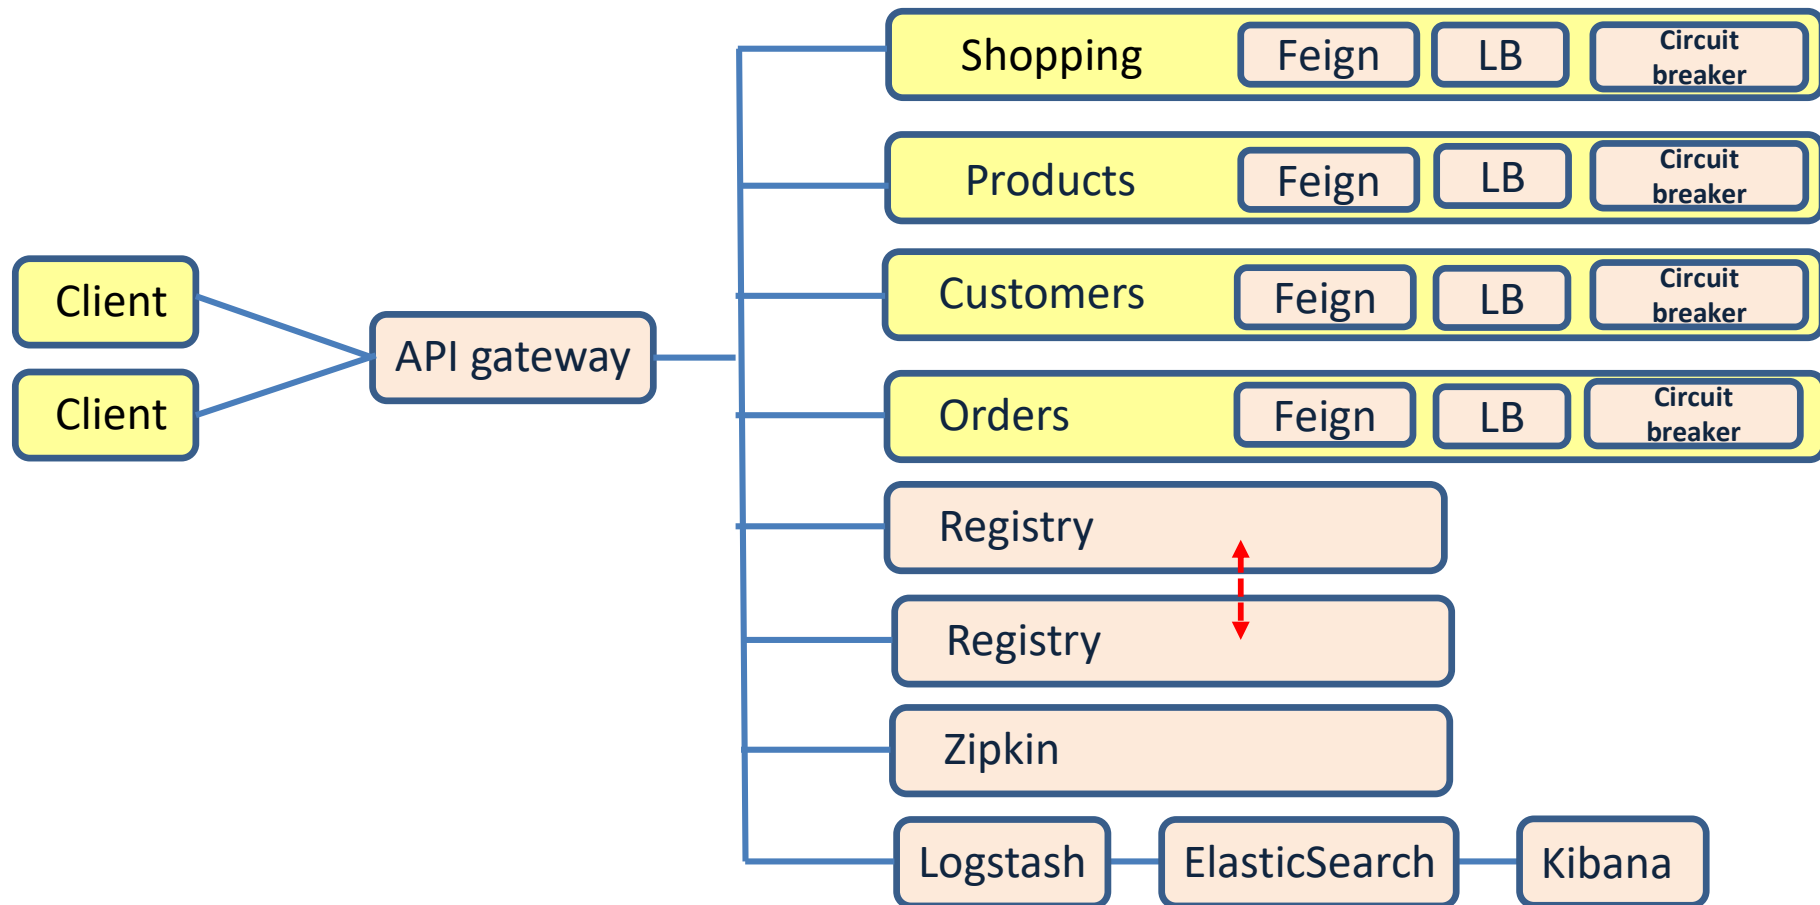 Shopping
Feign
LB
Circuit
breaker
Products
Feign
LB
Circuit
breaker
Client
Customers
Feign
LB
Circuit
breaker
API gateway
Client
Orders
Feign
LB
Circuit
breaker
Registry
Registry
Zipkin
Logstash
ElasticSearch
Kibana